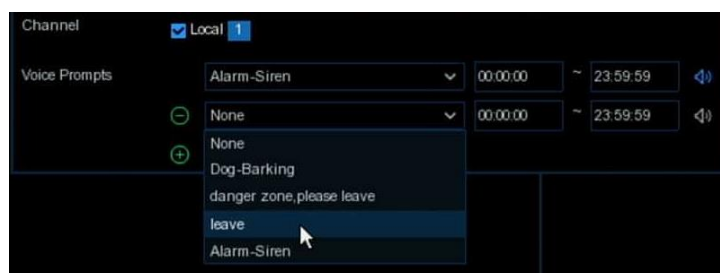 Channel Local 1
Voice Prompts Alarm-Siren 00:00:00 ~ 23:59:59
None 00:00:00 ~ 23:59:59
None
Dog-Barking
danger zone,please leave
leave
Alarm-Siren